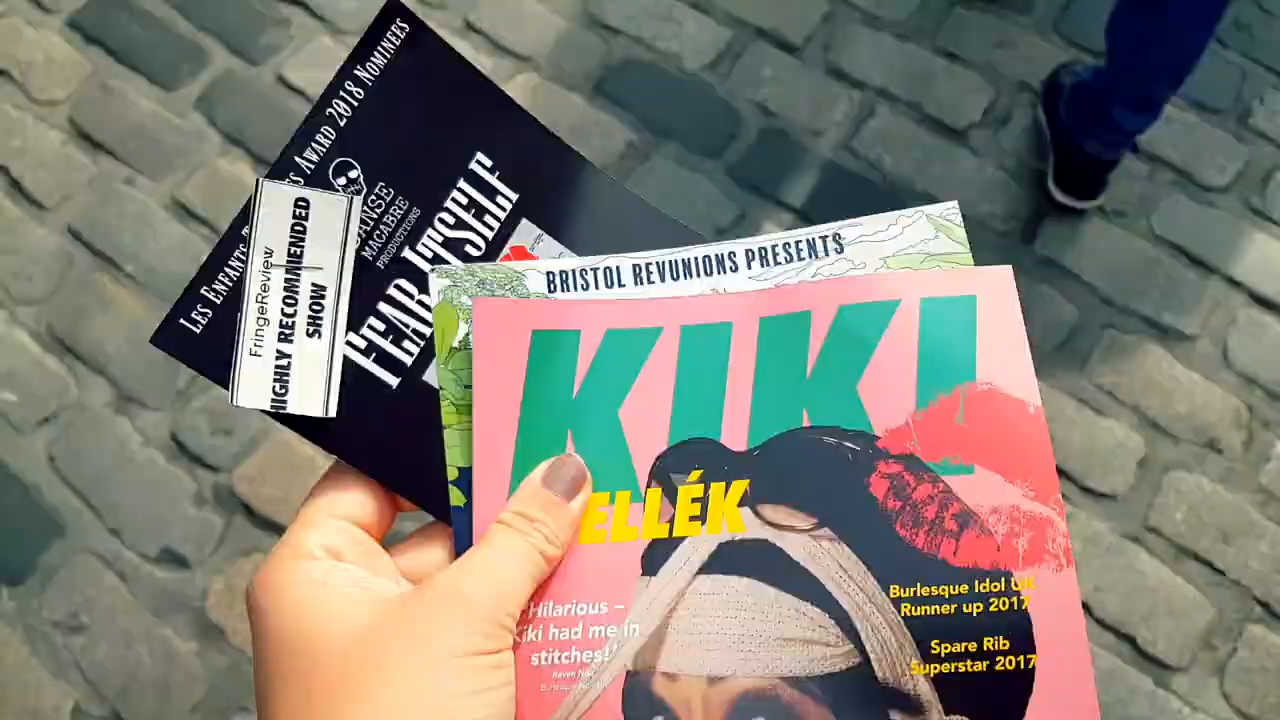 LES ENFANTS
S AWARD 2018 NOMINEES
DANSE
MACABRE
PRODUCTIONS
FEAR ITSELF
FringeReview
HIGHLY RECOMMENDED
SHOW
BRISTOL REVUNIONS PRESENTS
KIKI
ELLÉK
Hilarious –
Kiki had me in
stitches!
Burlesque Idol UK
Runner up 2017
Spare Rib
Superstar 2017